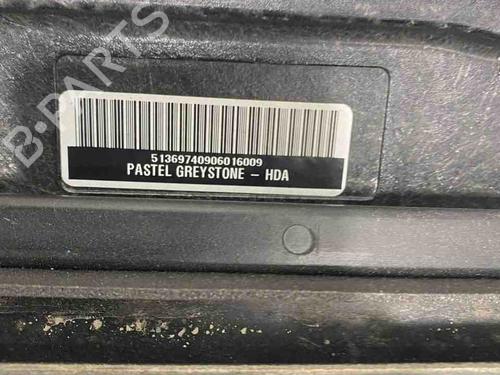 B-PARTS
51369740906016009
PASTEL GREYSTONE - HDA